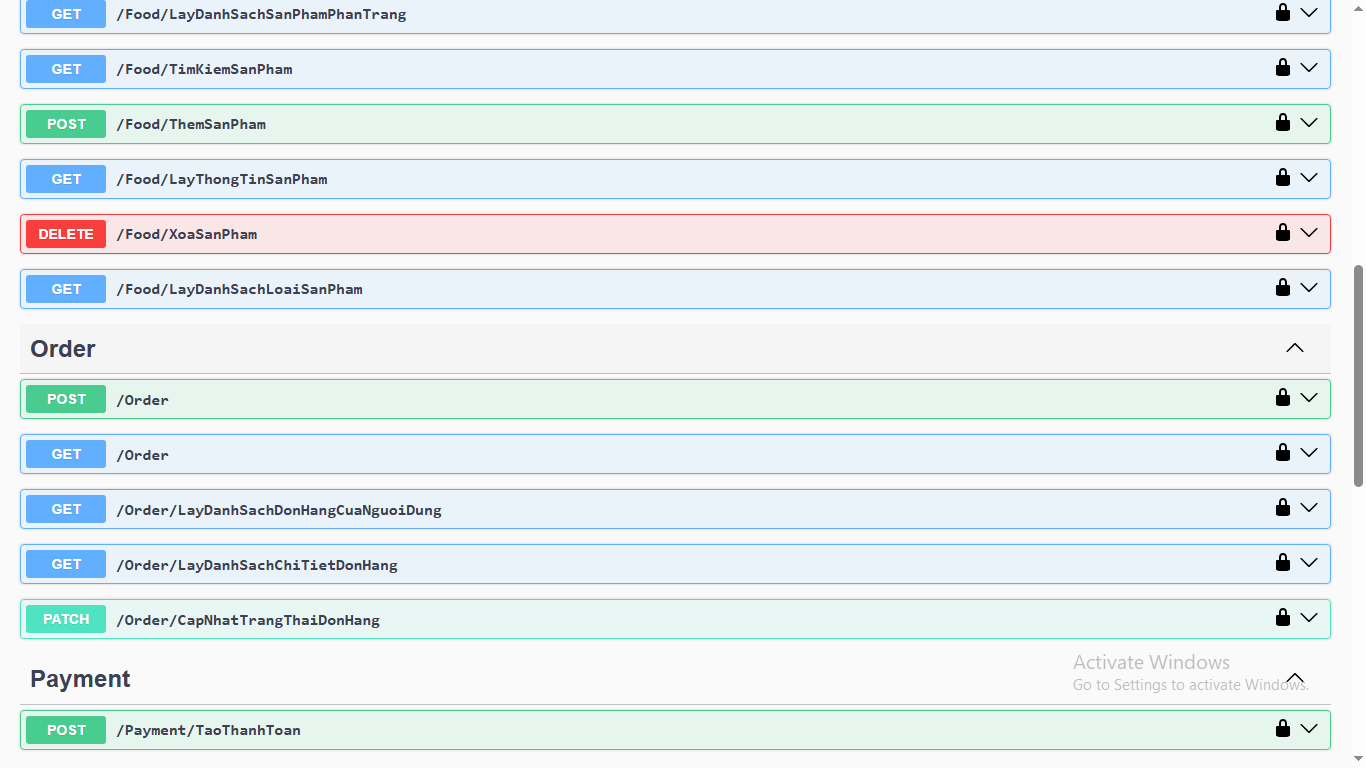 GET /Food/LayDanhSachSanPhamPhanTrang
GET /Food/TimKiemSanPham
POST /Food/ThemSanPham
GET /Food/LayThongTinSanPham
DELETE /Food/XoaSanPham
GET /Food/LayDanhSachLoaiSanPham
Order
POST /Order
GET /Order
GET /Order/LayDanhSachDonHangCuaNguoiDung
GET /Order/LayDanhSachChiTietDonHang
PATCH /Order/CapNhatTrangThaiDonHang
Activate Windows
Payment
Go to Settings to activate Windows.
POST /Payment/TaoThanhToan